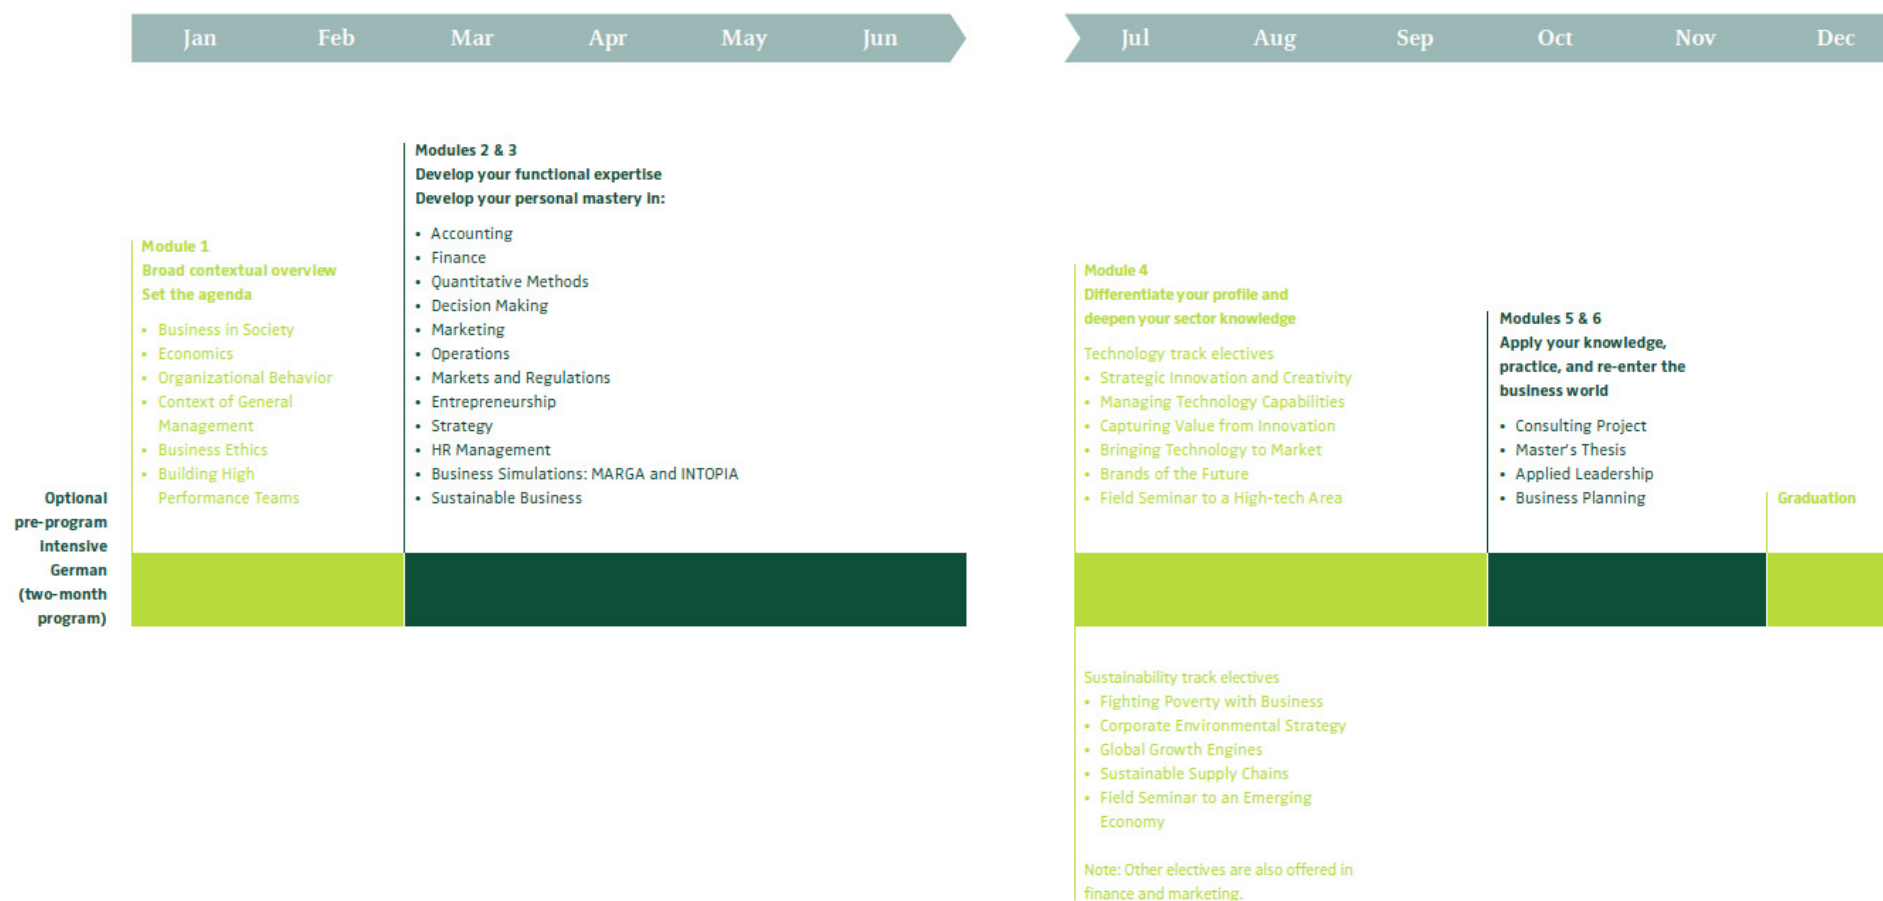 Jan Feb Mar Apr May Jun
Jul Aug Sep Oct Nov Dec
Optional
pre-program
intensive
German
(two-month
program)
Module 1
Broad contextual overview
Set the agenda
• Business in Society
• Economics
• Organizational Behavior
• Context of General
Management
• Business Ethics
• Building High
Performance Teams
Modules 2 & 3
Develop your functional expertise
Develop your personal mastery in:
• Accounting
• Finance
• Quantitative Methods
• Decision Making
• Marketing
• Operations
• Markets and Regulations
• Entrepreneurship
• Strategy
• HR Management
• Business Simulations: MARGA and INTOPIA
• Sustainable Business
Module 4
Differentiate your profile and
deepen your sector knowledge
Technology track electives
• Strategic Innovation and Creativity
• Managing Technology Capabilities
• Capturing Value from Innovation
• Bringing Technology to Market
• Brands of the Future
• Field Seminar to a High-tech Area
Sustainability track electives
• Fighting Poverty with Business
• Corporate Environmental Strategy
• Global Growth Engines
• Sustainable Supply Chains
• Field Seminar to an Emerging
Economy
Note: Other electives are also offered in
finance and marketing.
Modules 5 & 6
Apply your knowledge,
practice, and re-enter the
business world
• Consulting Project
• Master's Thesis
• Applied Leadership
• Business Planning
Graduation